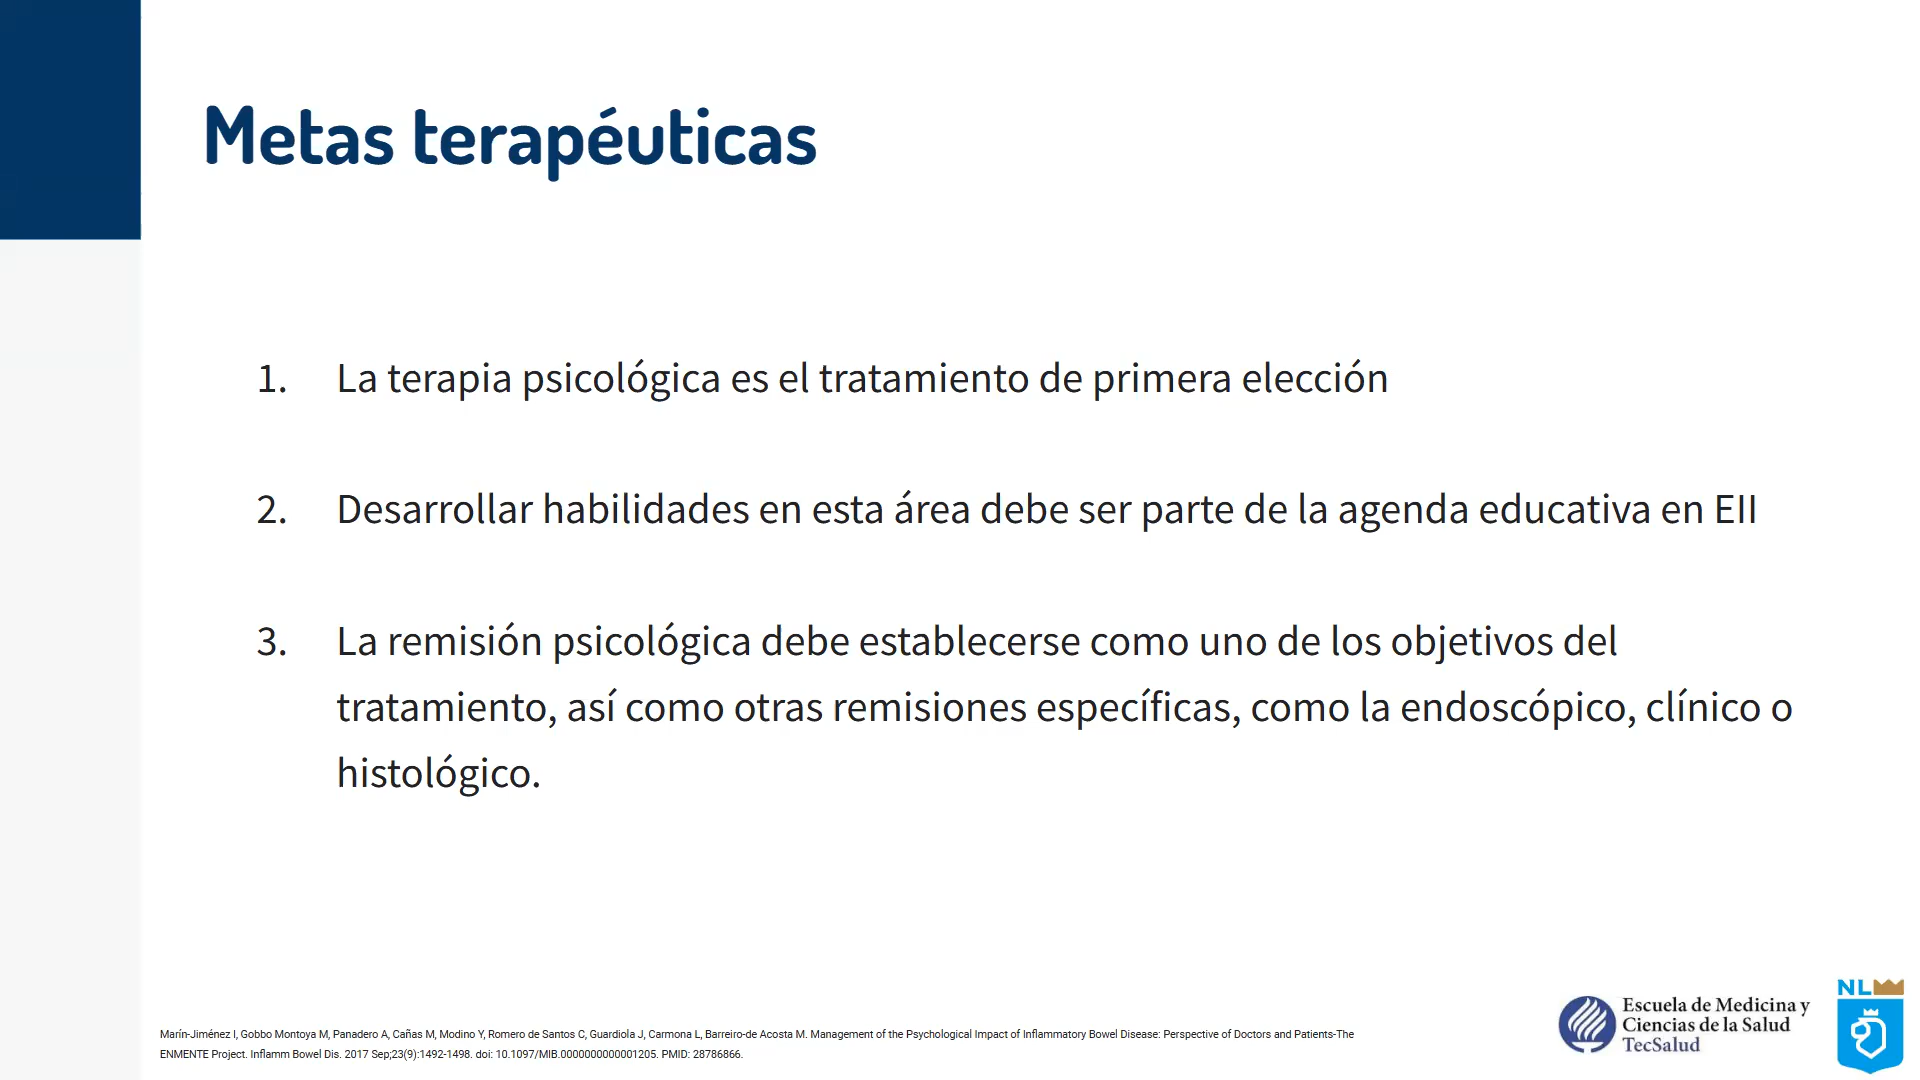 Metas terapéuticas
1. La terapia psicológica es el tratamiento de primera elección
2. Desarrollar habilidades en esta área debe ser parte de la agenda educativa en EII
3. La remisión psicológica debe establecerse como uno de los objetivos del
tratamiento, así como otras remisiones específicas, como la endoscópico, clínico o
histológico.
Marín-Jiménez I, Gobbo Montoya M, Panadero A, Cañas M, Modino Y, Romero de Santos C, Guardiola J, Carmona L, Barreiro-de Acosta M. Management of the Psychological Impact of Inflammatory Bowel Disease: Perspective of Doctors and Patients-The
ENMENTE Project. Inflamm Bowel Dis. 2017 Sep;23(9):1492-1498. doi: 10.1097/MIB.0000000000001205. PMID: 28786866.
Escuela de Medicina y
Ciencias de la Salud
TecSalud
NL